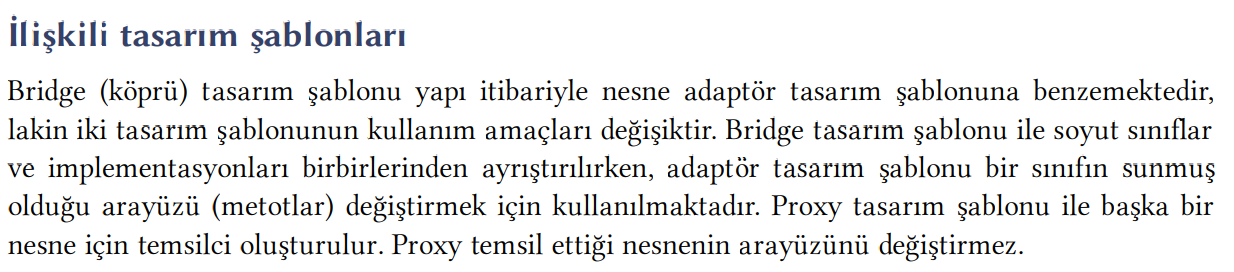 İlişkili tasarım şablonları
Bridge (köprü) tasarım şablonu yapı itibariyle nesne adaptör tasarım şablonuna benzemektedir,
lakin iki tasarım şablonunun kullanım amaçları değişiktir. Bridge tasarım şablonu ile soyut sınıflar
ve implementasyonları birbirlerinden ayrıştırılırken, adaptör tasarım şablonu bir sınıfın sunmuş
olduğu arayüzü (metotlar) değiştirmek için kullanılmaktadır. Proxy tasarım şablonu ile başka bir
nesne için temsilci oluşturulur. Proxy temsil ettiği nesnenin arayüzünü değiştirmez.